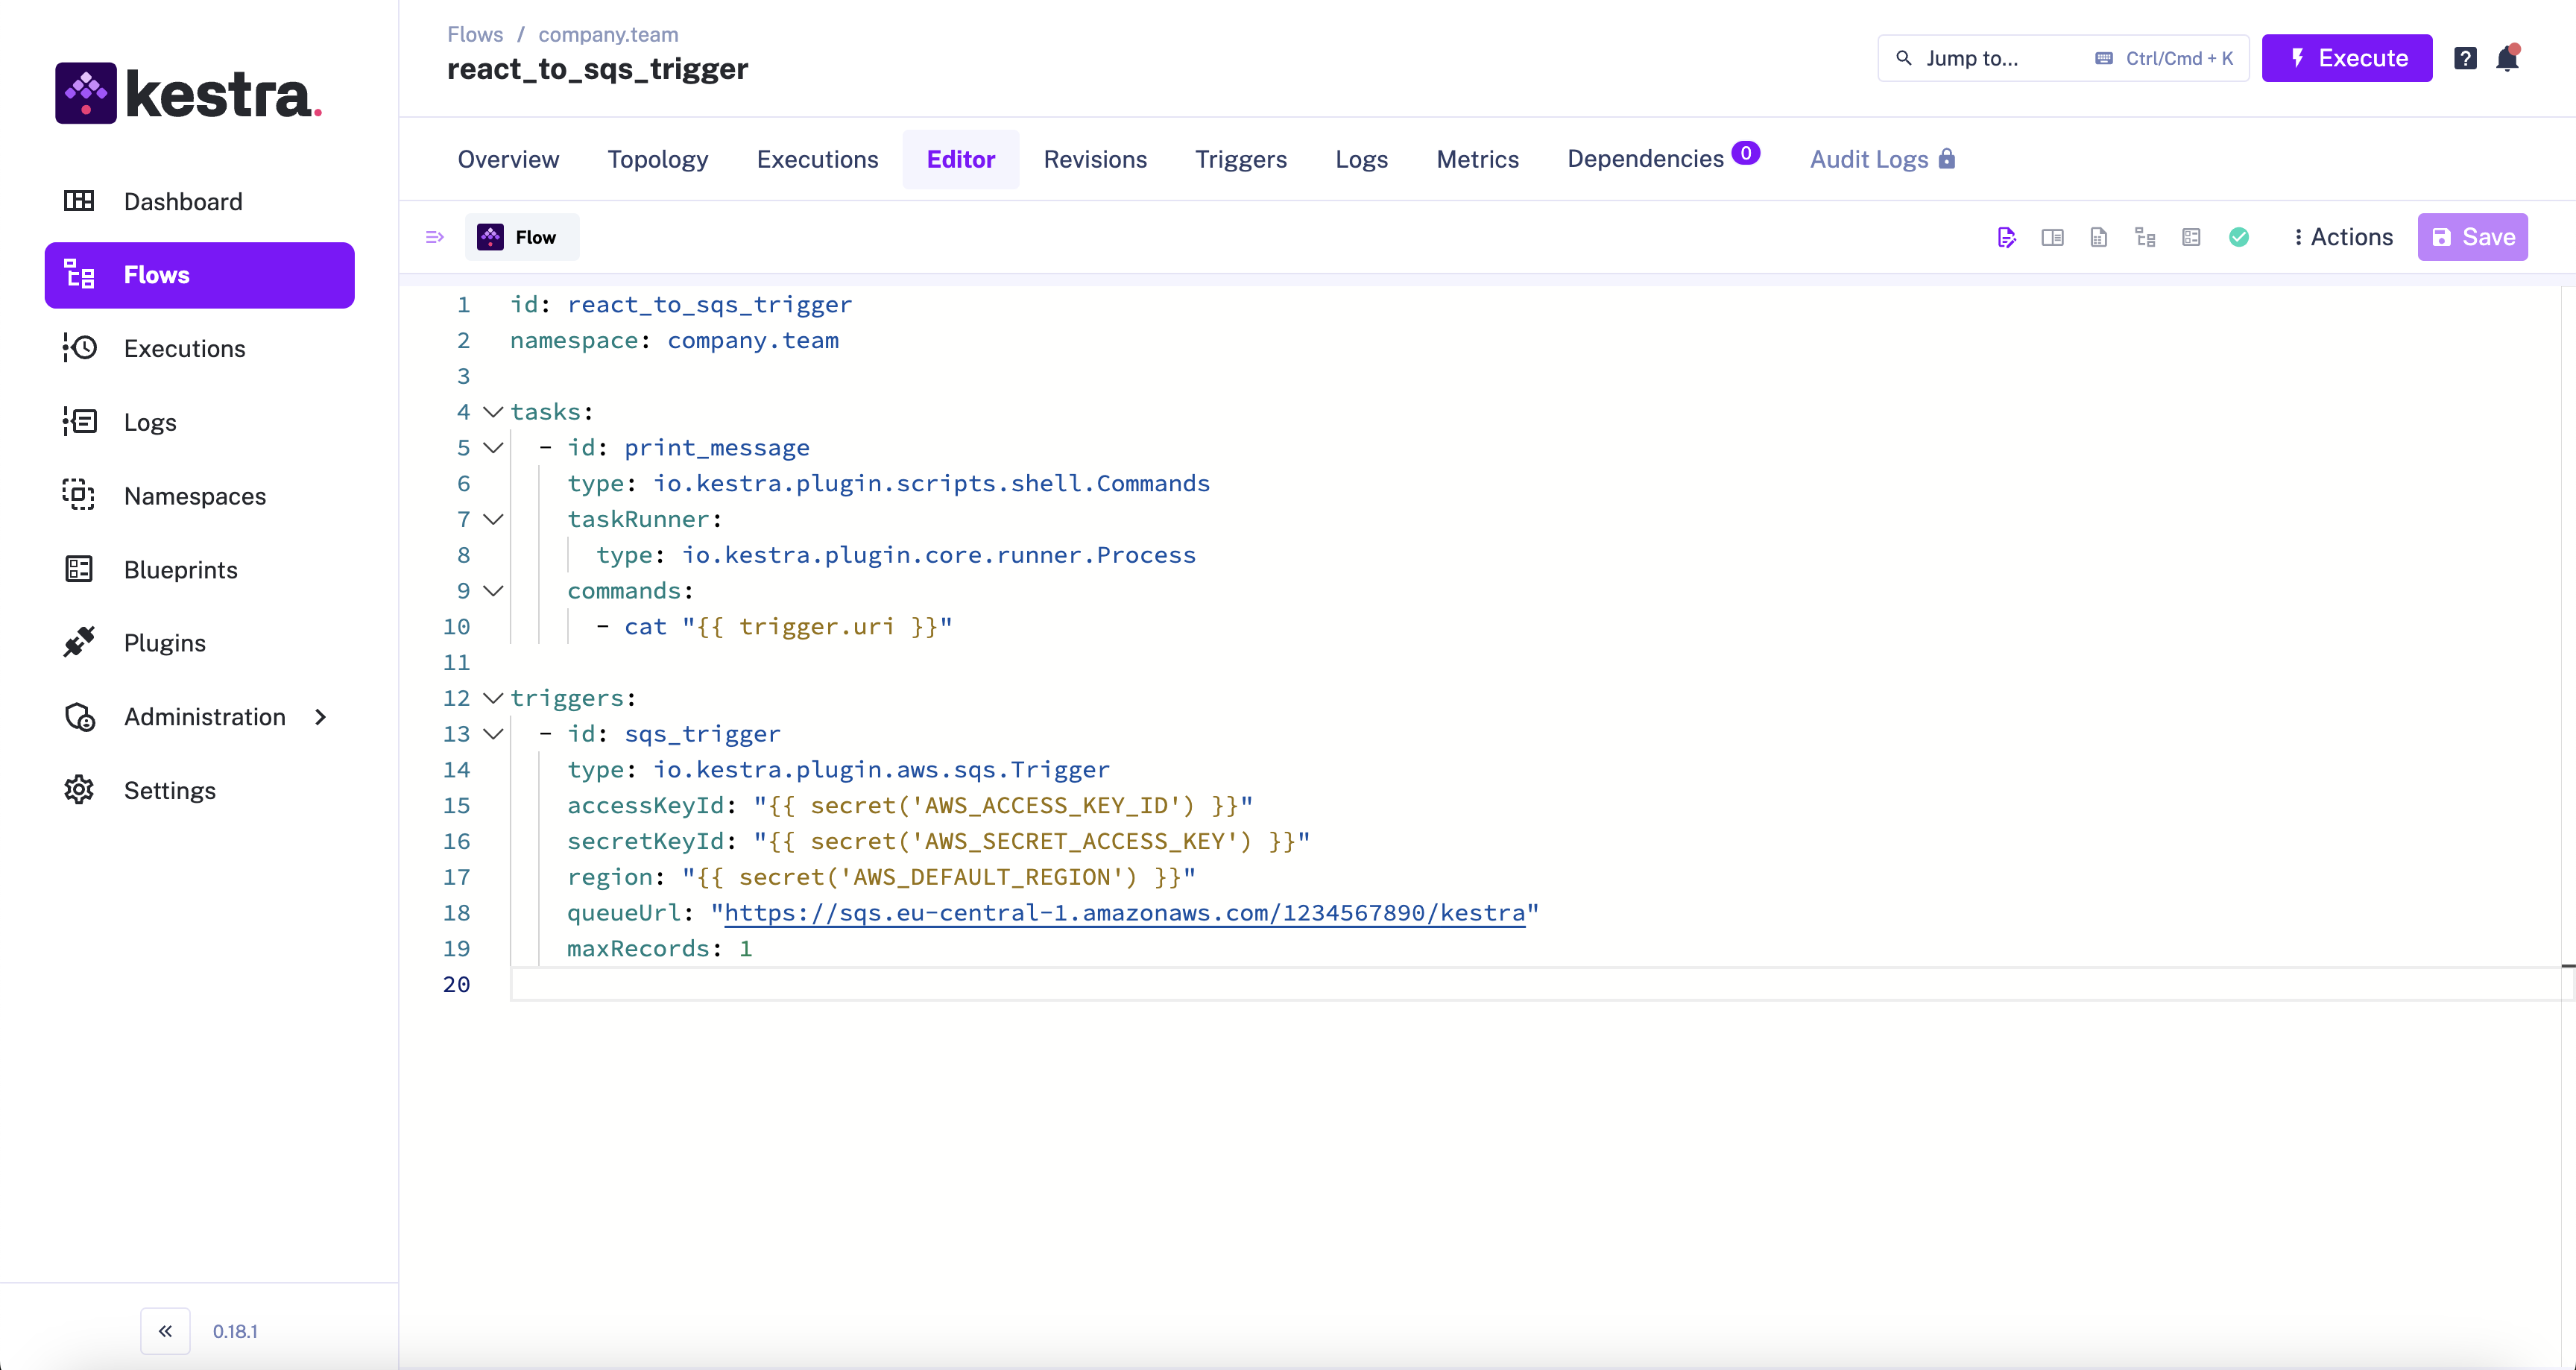 kestra.
Dashboard
Flows
Executions
Logs
Namespaces
Blueprints
Plugins
Administration
Settings
0.18.1
Flows / company.team
react_to_sqs_trigger
Jump to... Ctrl/Cmd + K
Execute
?
Overview Topology Executions Editor Revisions Triggers Logs Metrics Dependencies 0 Audit Logs
Flow
Actions
Save
1 id: react_to_sqs_trigger
2 namespace: company.team
3
4 tasks:
5   - id: print_message
6     type: io.kestra.plugin.scripts.shell.Commands
7     taskRunner:
8       type: io.kestra.plugin.core.runner.Process
9     commands:
10       - cat "{{ trigger.uri }}"
11
12 triggers:
13   - id: sqs_trigger
14     type: io.kestra.plugin.aws.sqs.Trigger
15     accessKeyId: "{{ secret('AWS_ACCESS_KEY_ID') }}"
16     secretKeyId: "{{ secret('AWS_SECRET_ACCESS_KEY') }}"
17     region: "{{ secret('AWS_DEFAULT_REGION') }}"
18     queueUrl: "https://sqs.eu-central-1.amazonaws.com/1234567890/kestra"
19     maxRecords: 1
20